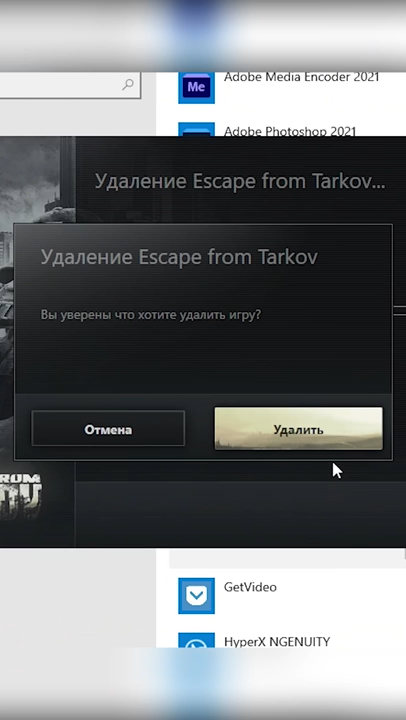 Adobe Media Encoder 2021
Me
Adobe Photoshop 2021
Удаление Escape from Tarkov...
Удаление Escape from Tarkov
Вы уверены что хотите удалить игру?
Отмена
Удалить
GetVideo
HyperX NGENUITY